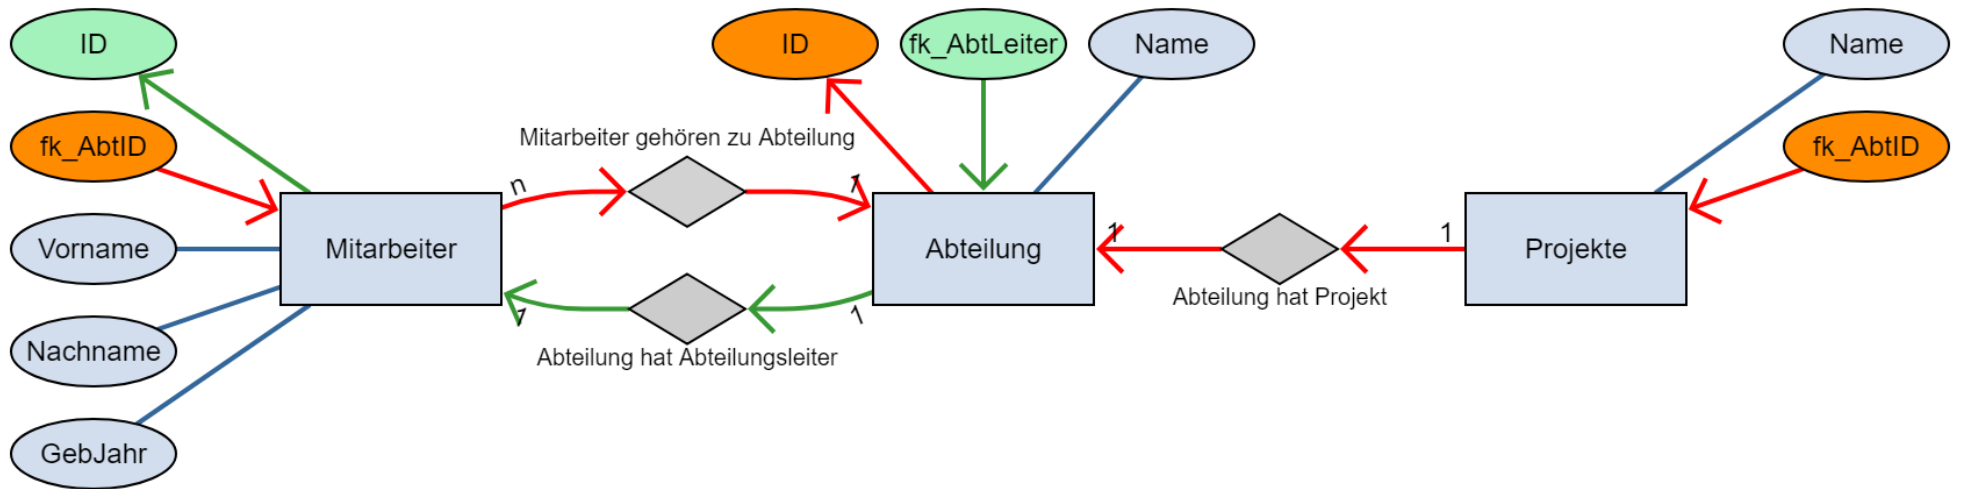 ID
ID
fk_AbtLeiter
Name
Name
fk_AbtID
Mitarbeiter gehören zu Abteilung
fk_AbtID
n
1
Vorname
Mitarbeiter
Abteilung
1
1
Projekte
Abteilung hat Projekt
1
1
Nachname
Abteilung hat Abteilungsleiter
GebJahr